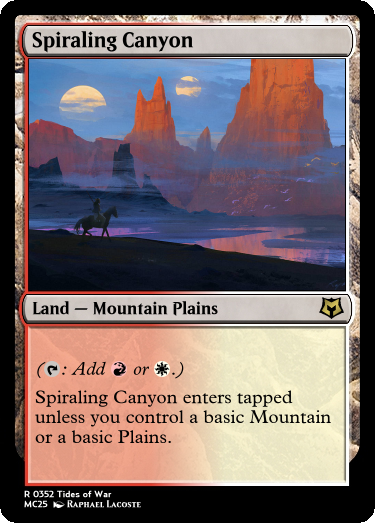 Spiraling Canyon
Land — Mountain Plains
(T: Add R or W.)
Spiraling Canyon enters tapped
unless you control a basic Mountain
or a basic Plains.
R 0352 Tides of War
MC25 Raphael Lacoste